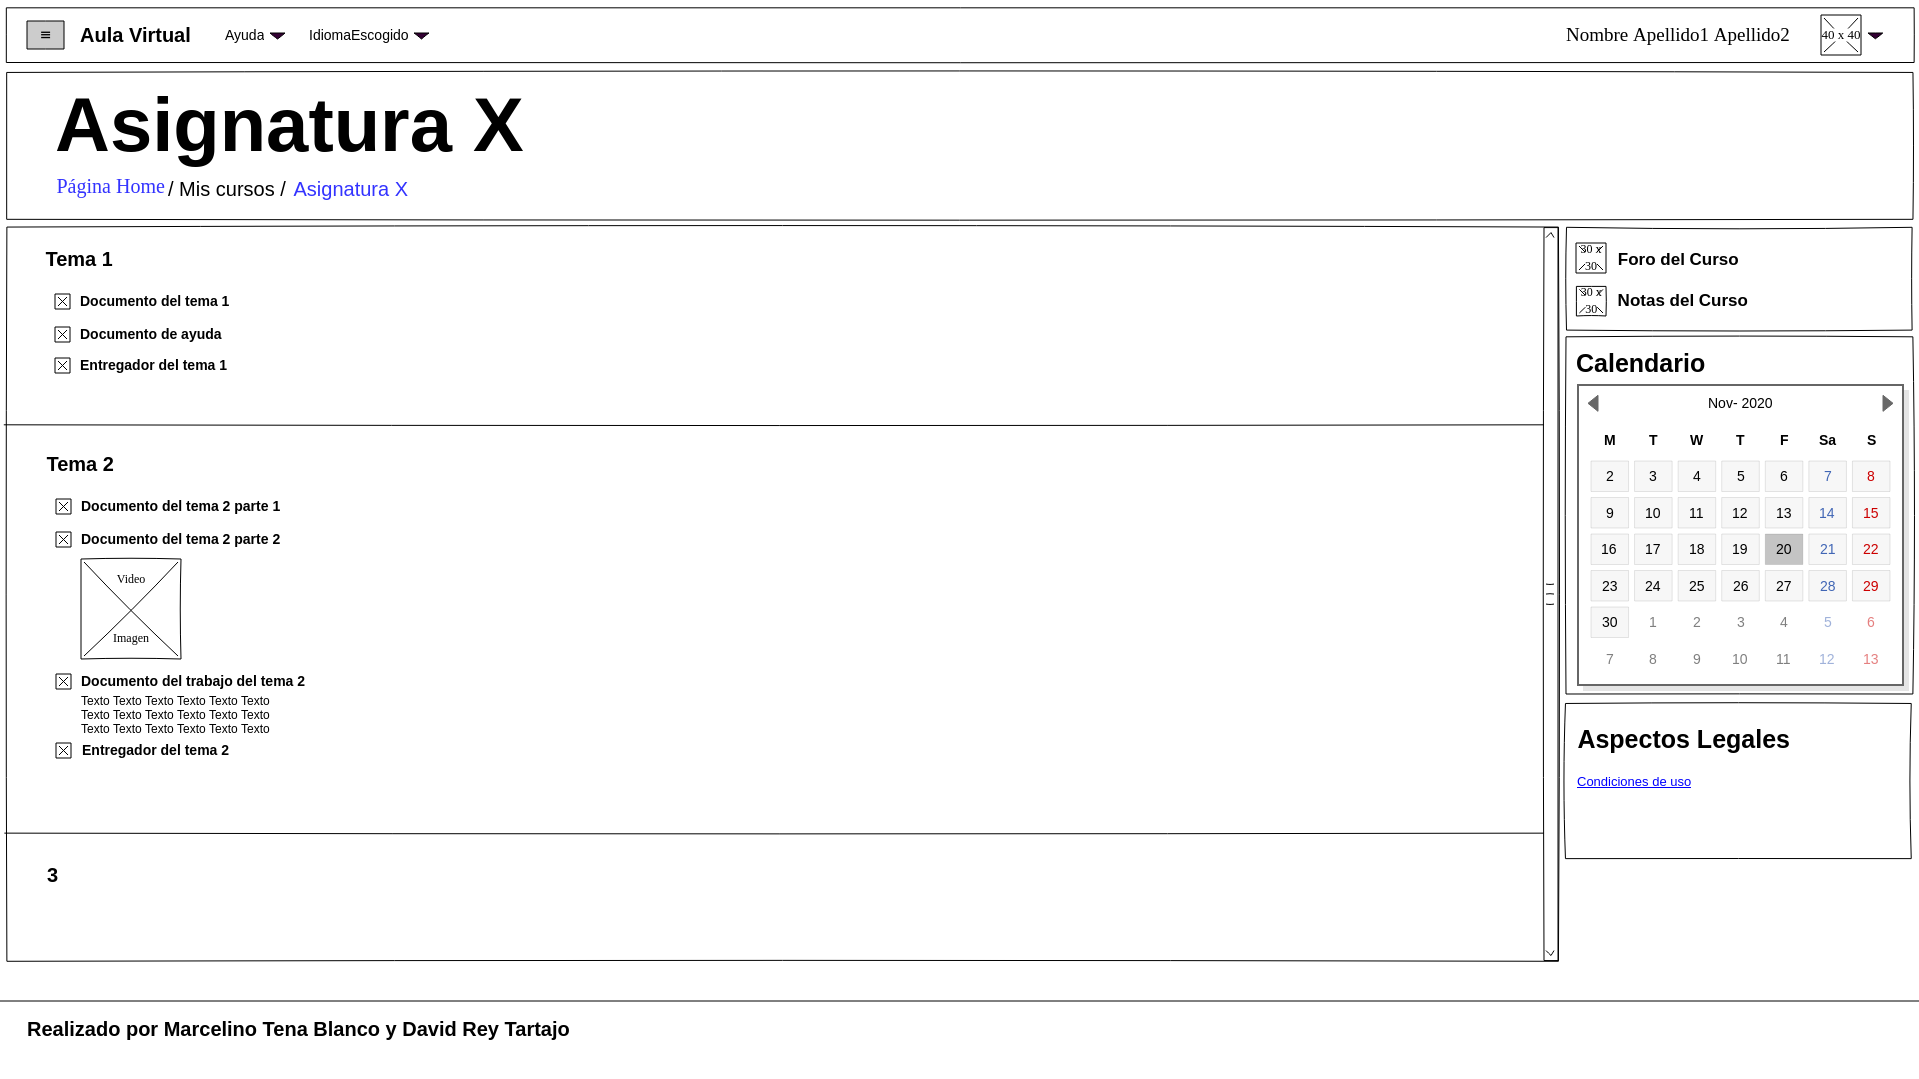 ≡ Aula Virtual Ayuda IdiomaEscogido Nombre Apellido1 Apellido2 40 x 40
Asignatura X
Página Home / Mis cursos / Asignatura X
Tema 1
Documento del tema 1
Documento de ayuda
Entregador del tema 1
Tema 2
Documento del tema 2 parte 1
Documento del tema 2 parte 2
Video
Imagen
Documento del trabajo del tema 2
Texto Texto Texto Texto Texto Texto
Texto Texto Texto Texto Texto Texto
Texto Texto Texto Texto Texto Texto
Entregador del tema 2
3
30 x
30
Foro del Curso
30 x
30
Notas del Curso
Calendario
Nov- 2020
M T W T F Sa S
2 3 4 5 6 7 8
9 10 11 12 13 14 15
16 17 18 19 20 21 22
23 24 25 26 27 28 29
30 1 2 3 4 5 6
7 8 9 10 11 12 13
Aspectos Legales
Condiciones de uso
Realizado por Marcelino Tena Blanco y David Rey Tartajo